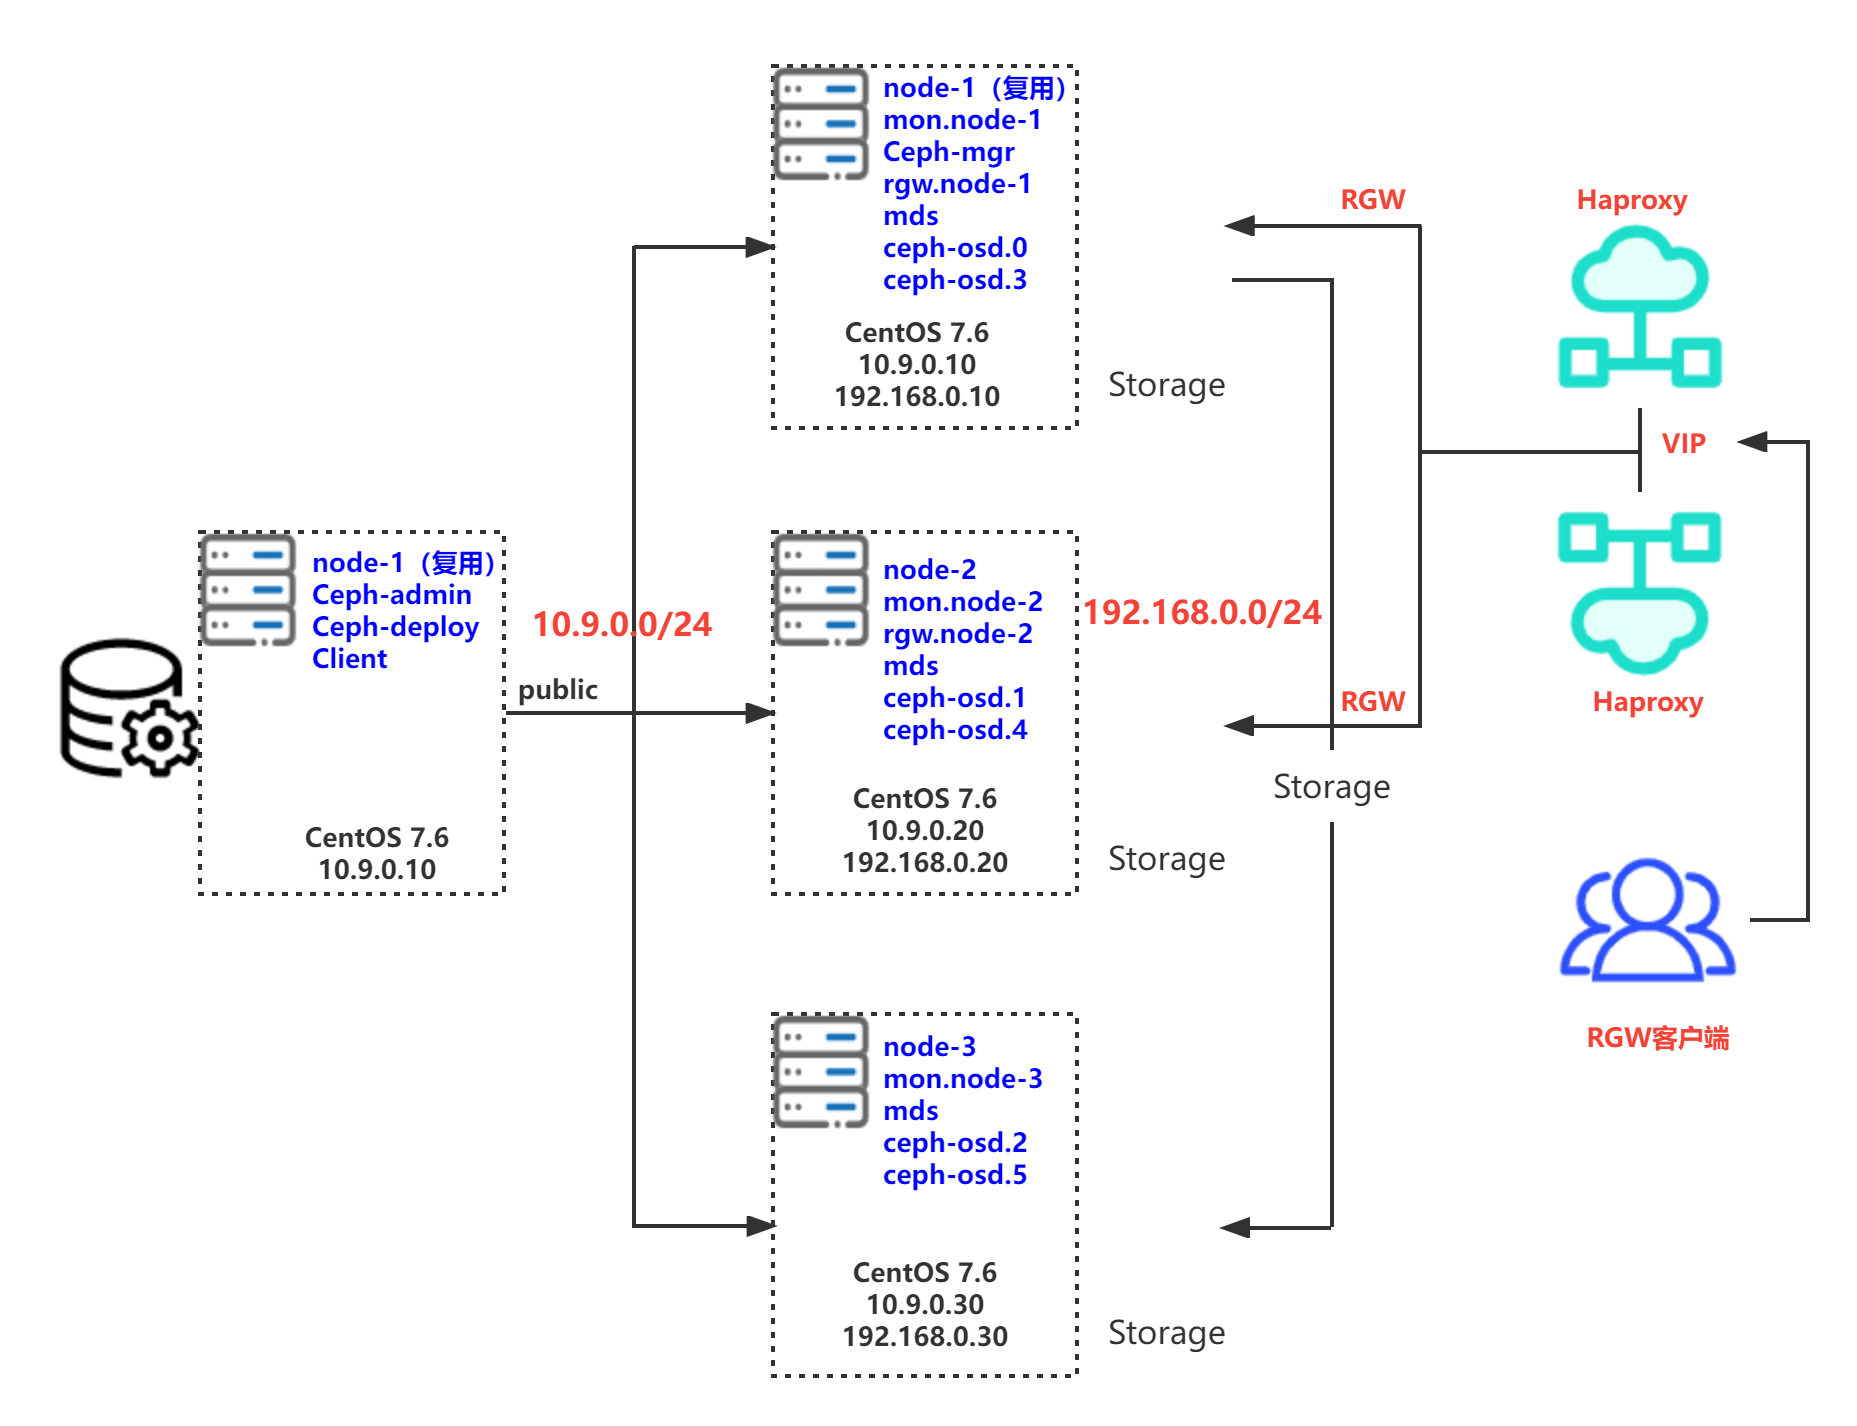 node-1（复用）
Ceph-admin
Ceph-deploy
Client
CentOS 7.6
10.9.0.10
10.9.0.0/24
public
node-1（复用）
mon.node-1
Ceph-mgr
rgw.node-1
mds
ceph-osd.0
ceph-osd.3
CentOS 7.6
10.9.0.10
192.168.0.10
Storage
node-2
mon.node-2
rgw.node-2
mds
ceph-osd.1
ceph-osd.4
CentOS 7.6
10.9.0.20
192.168.0.20
Storage
node-3
mon.node-3
mds
ceph-osd.2
ceph-osd.5
CentOS 7.6
10.9.0.30
192.168.0.30
Storage
192.168.0.0/24
RGW
RGW
Storage
Haproxy
VIP
Haproxy
RGW客户端